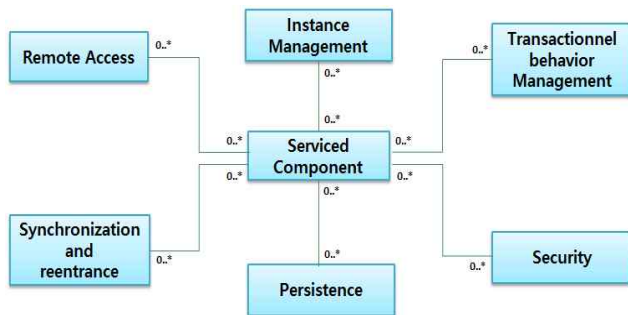 Instance
Management
Remote Access
Transactionnel
behavior
Management
0..*
0..*
0..*
0..*
0..*
0..*
0..*
Serviced
Component
0..*
0..*
0..*
Synchronization
and
reentrance
0..*
0..*
Security
0..*
Persistence